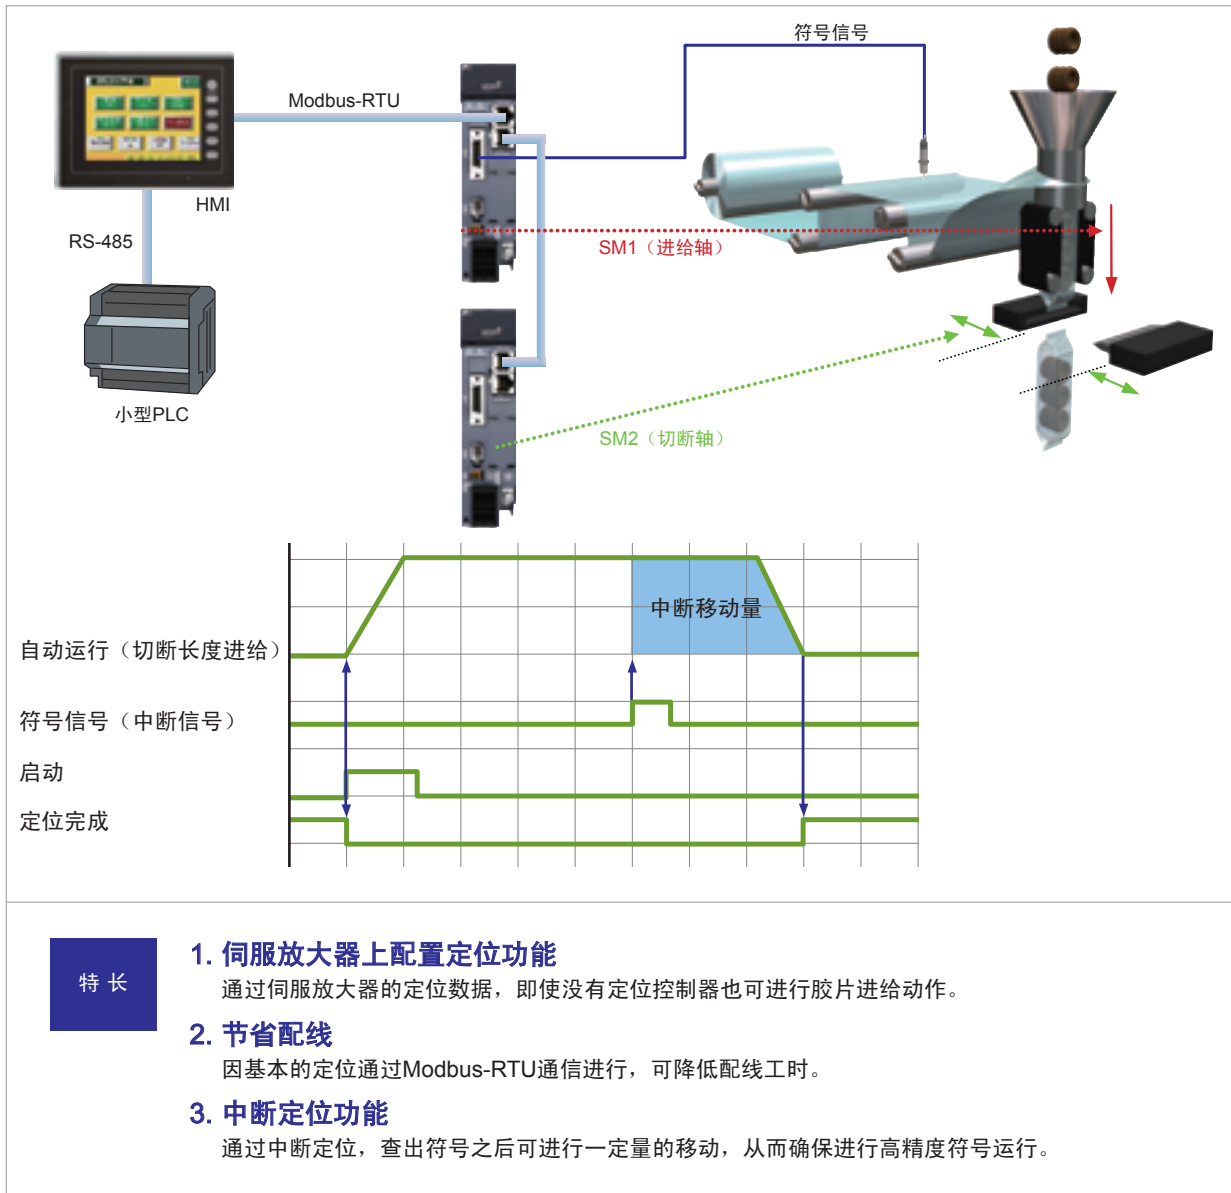 符号信号
Modbus-RTU
HMI
RS-485
SM1（进给轴）
小型PLC
SM2（切断轴）
中断移动量
自动运行（切断长度进给）
符号信号（中断信号）
启动
定位完成
特 长
1. 伺服放大器上配置定位功能
通过伺服放大器的定位数据，即使没有定位控制器也可进行胶片进给动作。
2. 节省配线
因基本的定位通过Modbus-RTU通信进行，可降低配线工时。
3. 中断定位功能
通过中断定位，查出符号之后可进行一定量的移动，从而确保进行高精度符号运行。